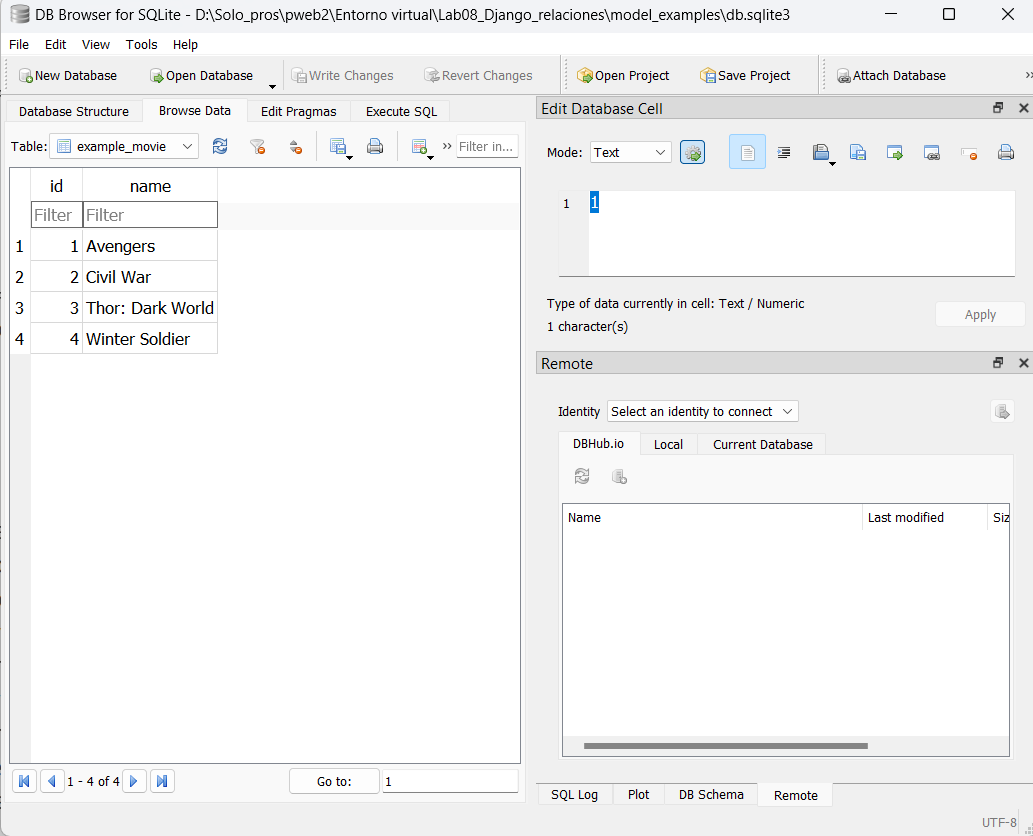 DB Browser for SQLite - D:\Solo_pros\pweb2\Entorno virtual\Lab08_Django_relaciones\model_examples\db.sqlite3
File Edit View Tools Help
New Database Open Database Write Changes Revert Changes Open Project Save Project Attach Database »
Database Structure Browse Data Edit Pragmas Execute SQL
Table: example_movie » Filter in...
id name
Filter Filter
1 1 Avengers
2 2 Civil War
3 3 Thor: Dark World
4 4 Winter Soldier
1 - 4 of 4 Go to: 1
Edit Database Cell
Mode: Text
1 1
Type of data currently in cell: Text / Numeric
1 character(s)
Apply
Remote
Identity Select an identity to connect
DBHub.io Local Current Database
Name Last modified Siz
SQL Log Plot DB Schema Remote
UTF-8